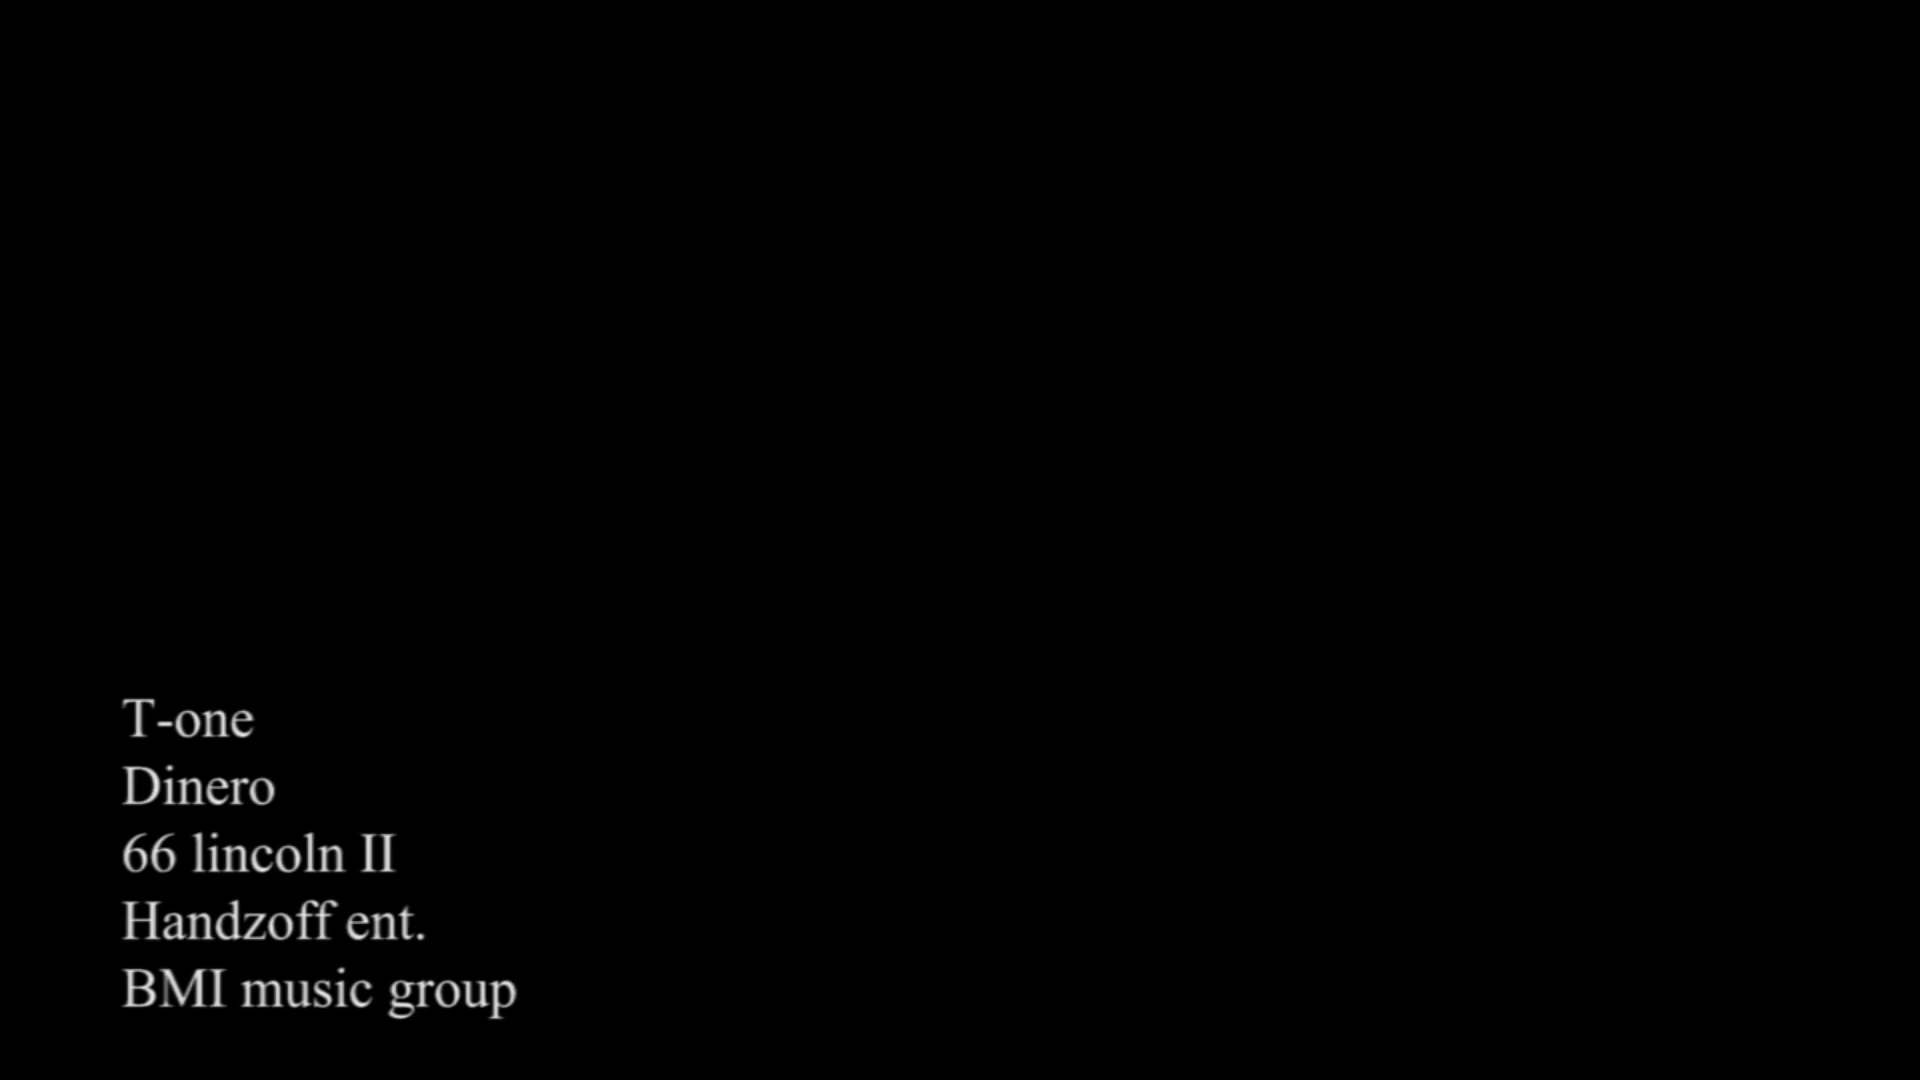 T-one
Dinero
66 lincoln II
Handzoff ent.
BMI music group